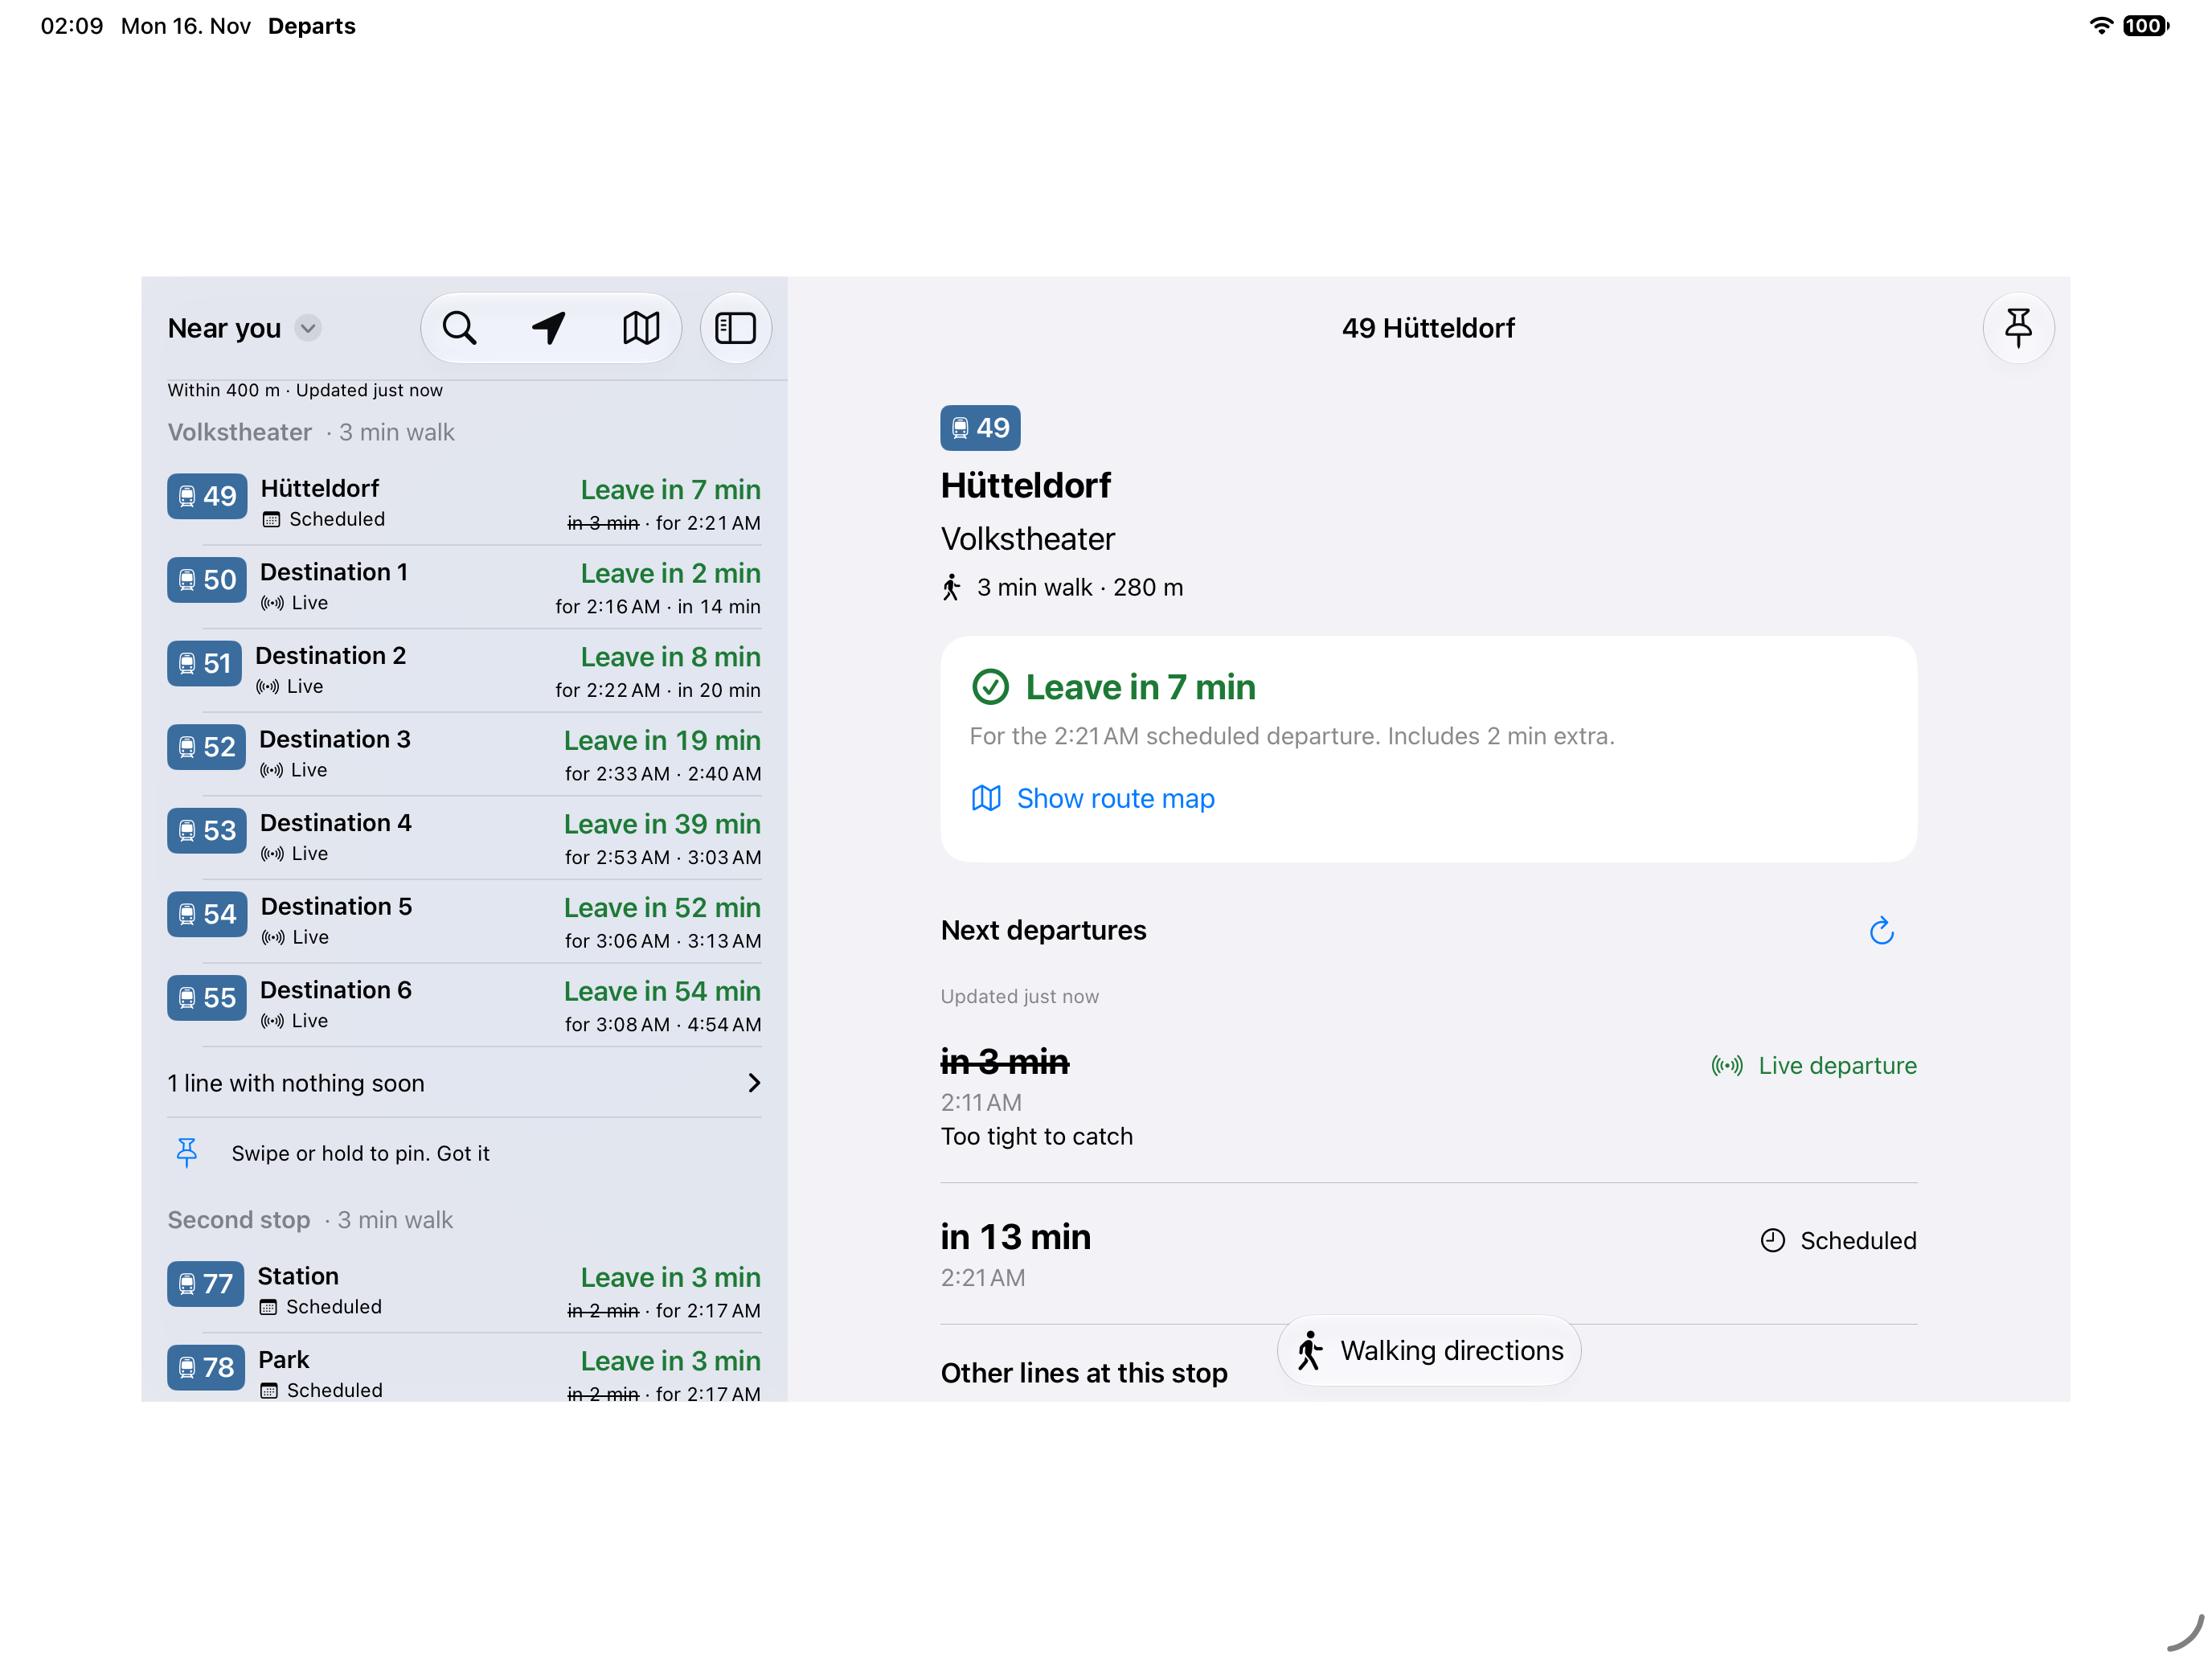 02:09 Mon 16. Nov Departs
100
Near you
Within 400 m · Updated just now
Volkstheater · 3 min walk
49 Hütteldorf Leave in 7 min
Scheduled in 3 min · for 2:21 AM
50 Destination 1 Leave in 2 min
Live for 2:16 AM · in 14 min
51 Destination 2 Leave in 8 min
Live for 2:22 AM · in 20 min
52 Destination 3 Leave in 19 min
Live for 2:33 AM · 2:40 AM
53 Destination 4 Leave in 39 min
Live for 2:53 AM · 3:03 AM
54 Destination 5 Leave in 52 min
Live for 3:06 AM · 3:13 AM
55 Destination 6 Leave in 54 min
Live for 3:08 AM · 4:54 AM
1 line with nothing soon
Swipe or hold to pin. Got it
Second stop · 3 min walk
77 Station Leave in 3 min
Scheduled in 2 min · for 2:17 AM
78 Park Leave in 3 min
Scheduled in 2 min · for 2:17 AM
49 Hütteldorf
49
Hütteldorf
Volkstheater
3 min walk · 280 m
Leave in 7 min
For the 2:21 AM scheduled departure. Includes 2 min extra.
Show route map
Next departures
Updated just now
in 3 min Live departure
2:11 AM
Too tight to catch
in 13 min Scheduled
2:21 AM
Walking directions
Other lines at this stop